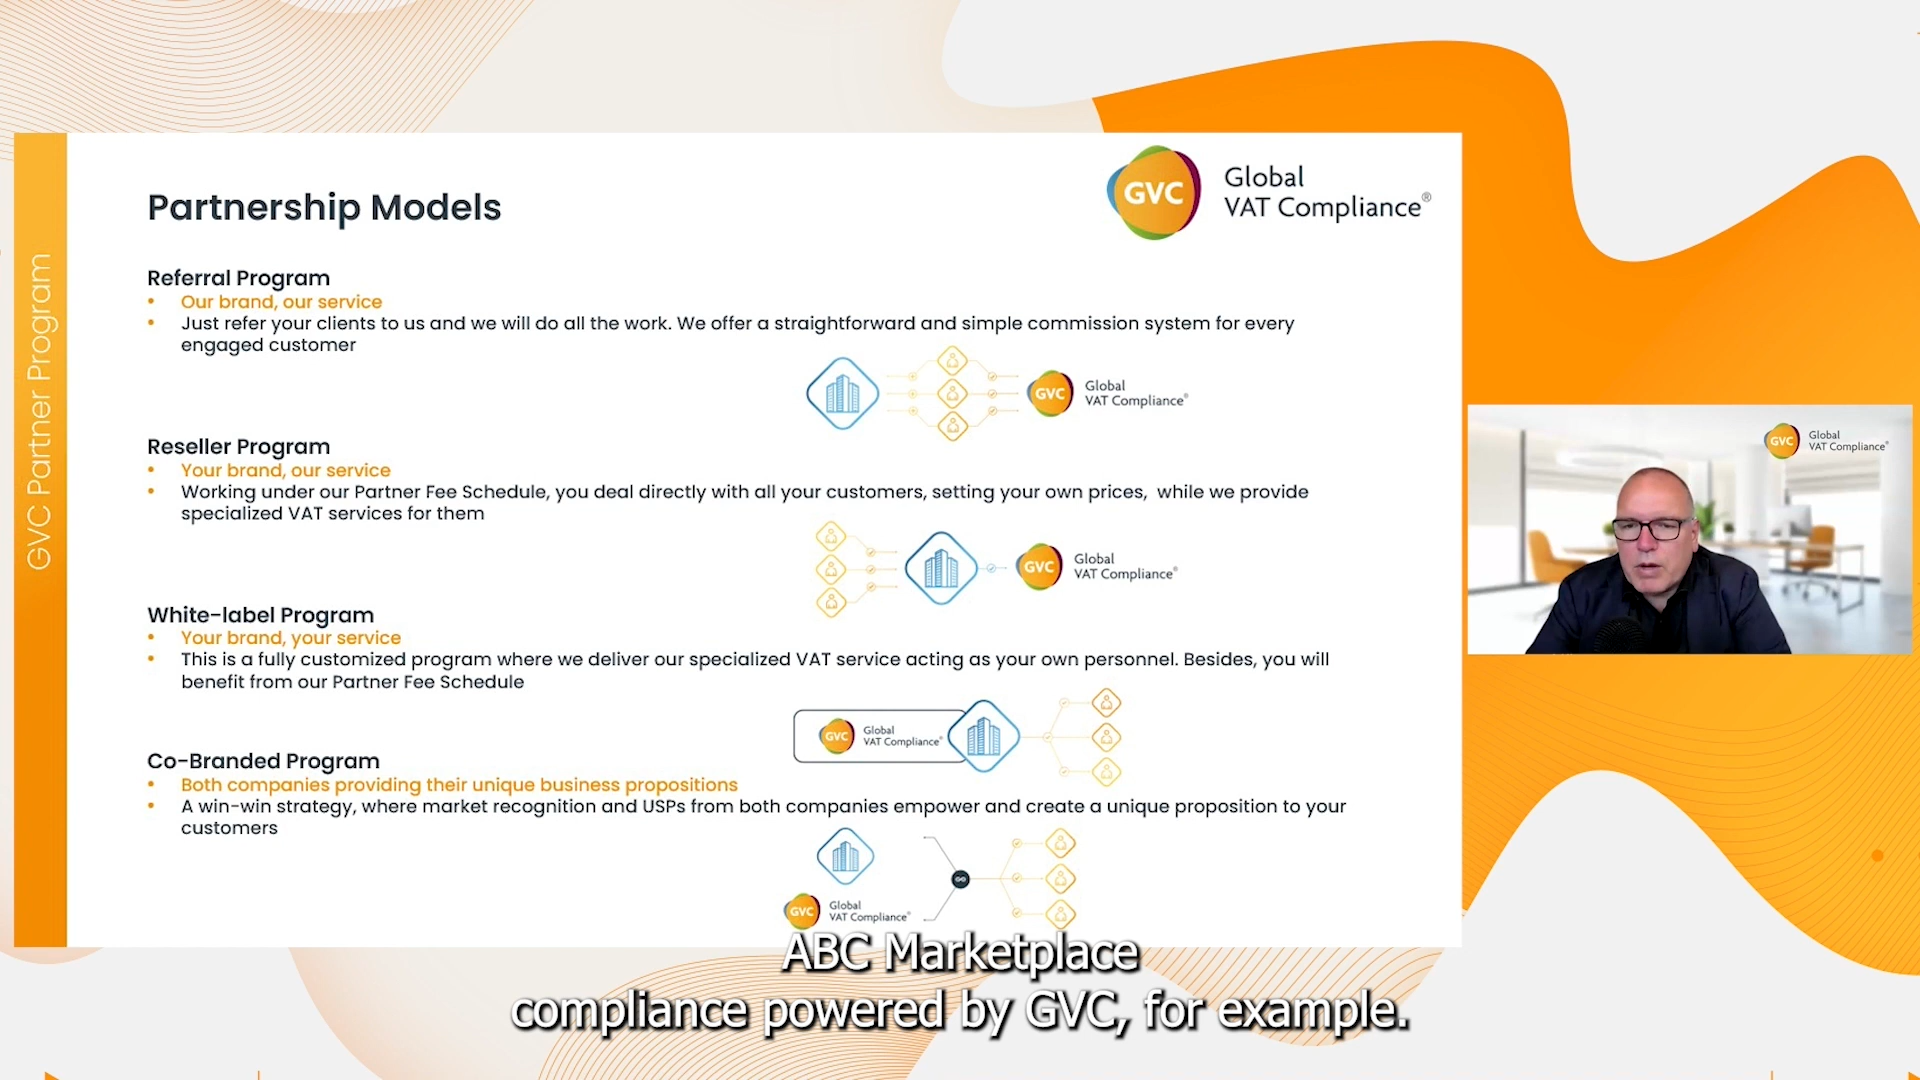 GVC Partner Program
Partnership Models
GVC
Global
VAT Compliance®
Referral Program
• Our brand, our service
• Just refer your clients to us and we will do all the work. We offer a straightforward and simple commission system for every
engaged customer
GVC
Global
VAT Compliance®
Reseller Program
• Your brand, our service
• Working under our Partner Fee Schedule, you deal directly with all your customers, setting your own prices, while we provide
specialized VAT services for them
GVC
Global
VAT Compliance®
White-label Program
• Your brand, your service
• This is a fully customized program where we deliver our specialized VAT service acting as your own personnel. Besides, you will
benefit from our Partner Fee Schedule
GVC
Global
VAT Compliance®
Co-Branded Program
• Both companies providing their unique business propositions
• A win-win strategy, where market recognition and USPs from both companies empower and create a unique proposition to your
customers
GVC
Global
VAT Compliance®
GVC
Global
VAT Compliance®
ABC Marketplace
compliance powered by GVC, for example.